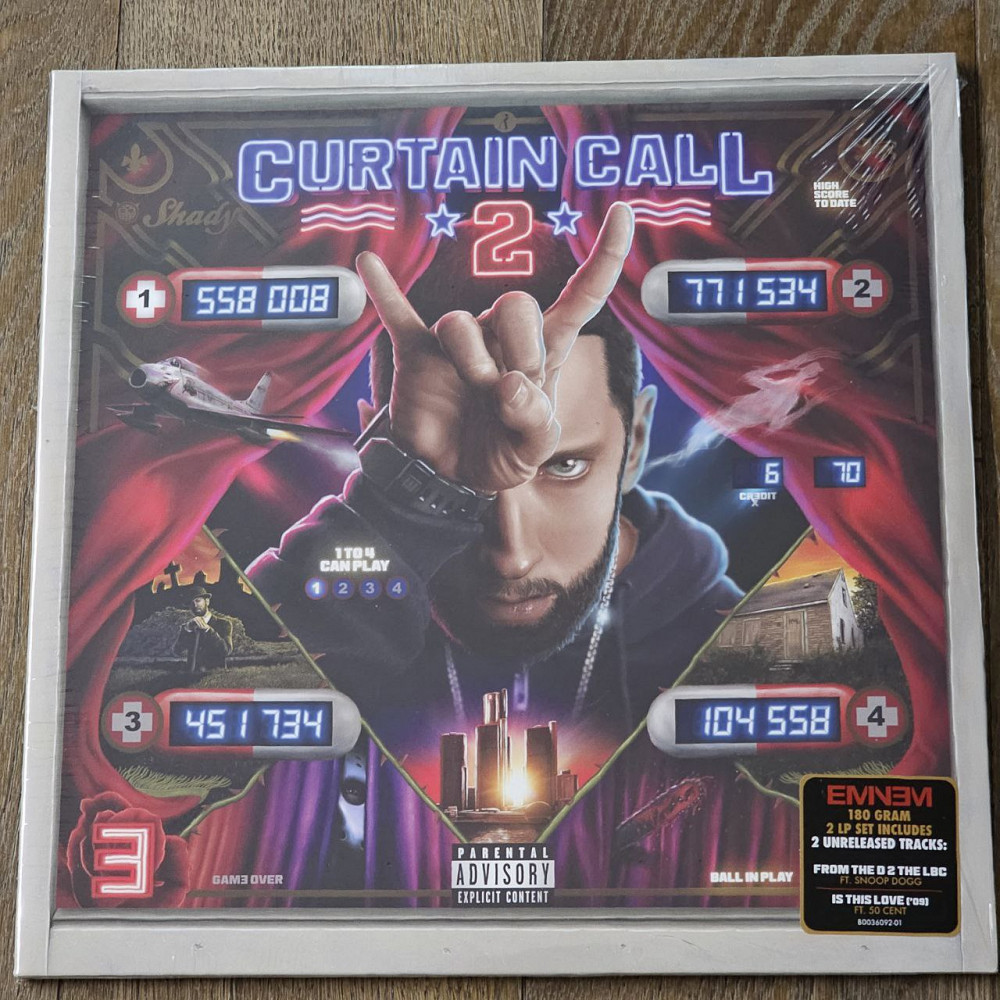 CURTAIN CALL
2
Shady
HIGH
SCORE
TO DATE
1
558 008
771 534
2
6
70
CRƎDIT
X
1 TO 4
CAN PLAY
1 2 3 4
3
451 734
104 558
4
Ǝ
GAMƎ OVER
BALL IN PLAY
PARENTAL
ADVISORY
EXPLICIT CONTENT
EMINƎM
180 GRAM
2 LP SET INCLUDES
2 UNRELEASED TRACKS:
FROM THE D 2 THE LBC
FT. SNOOP DOGG
IS THIS LOVE ('09)
FT. 50 CENT
B0036092-01